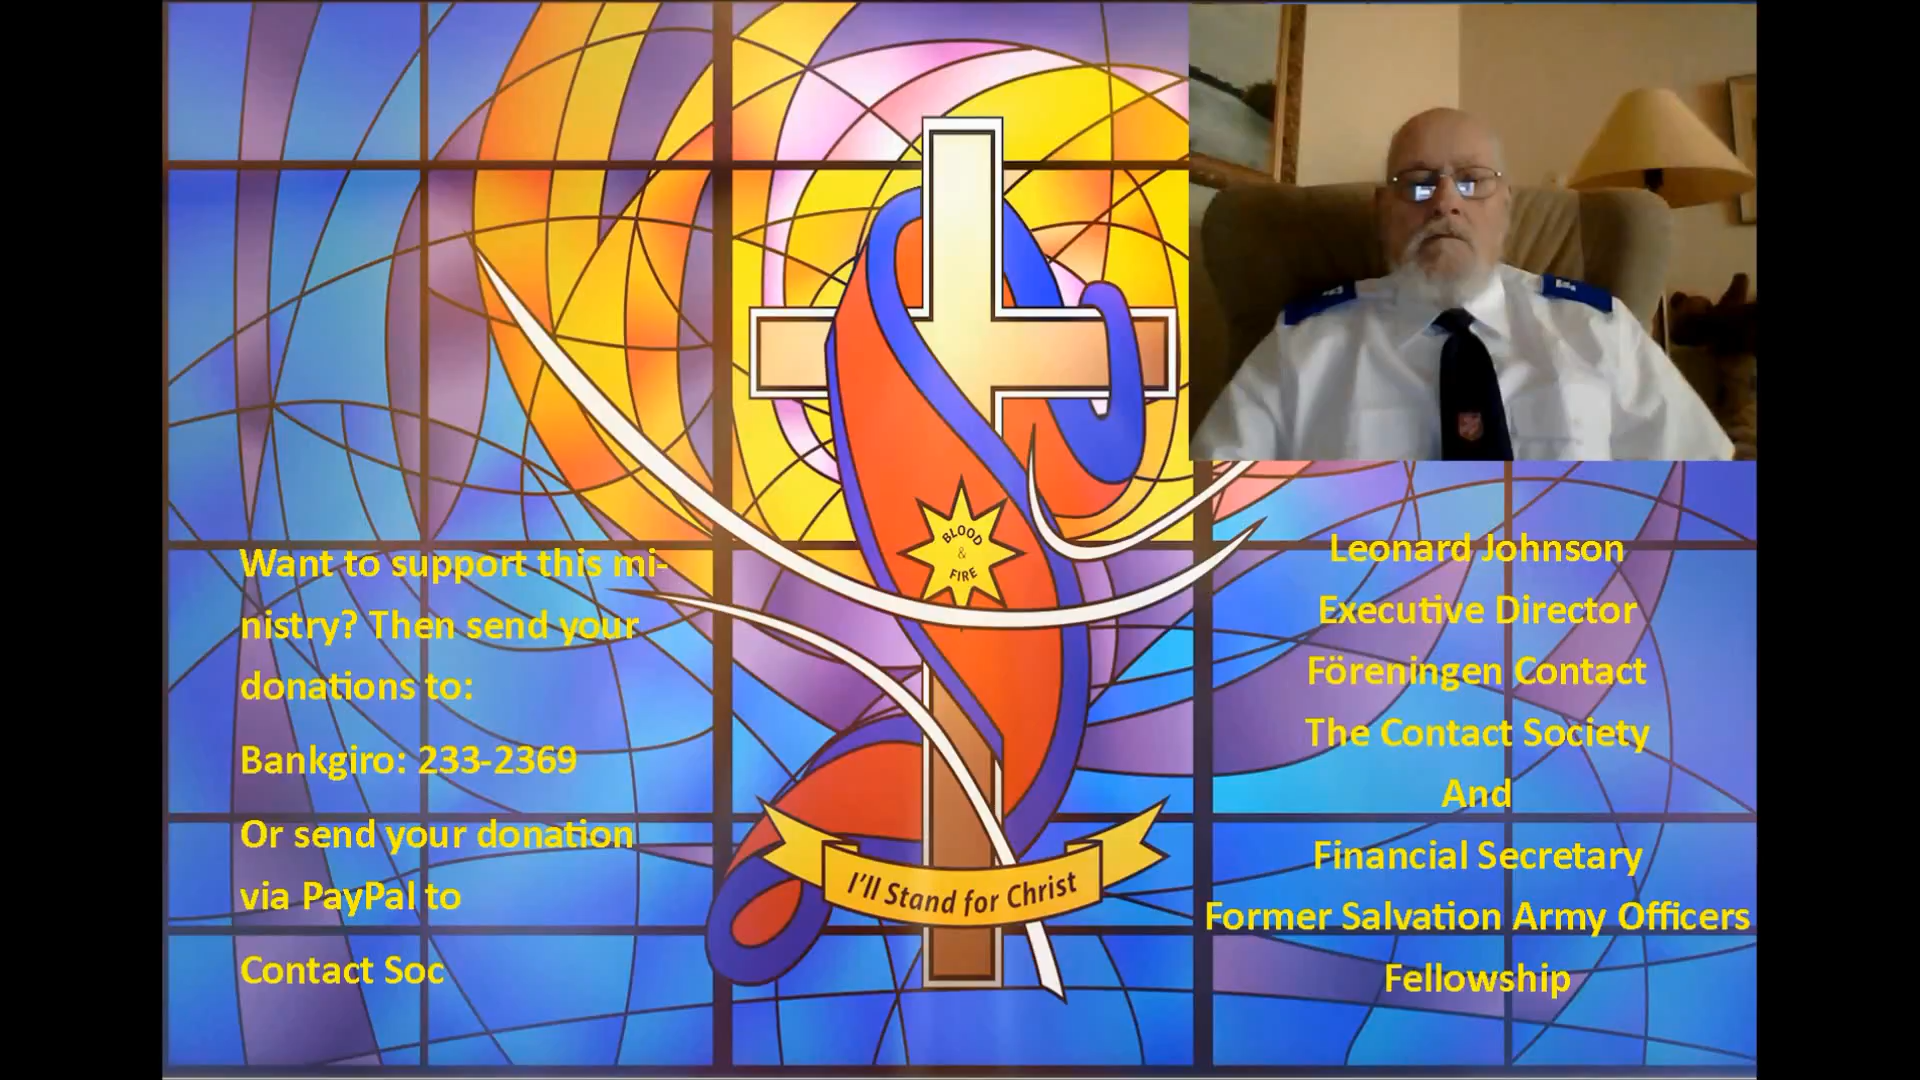 BLOOD
&
FIRE
Want to support this mi-
nistry? Then send your
donations to:
Bankgiro: 233-2369
Or send your donation
via PayPal to
Contact Soc
I'll Stand for Christ
Leonard Johnson
Executive Director
Föreningen Contact
The Contact Society
And
Financial Secretary
Former Salvation Army Officers
Fellowship